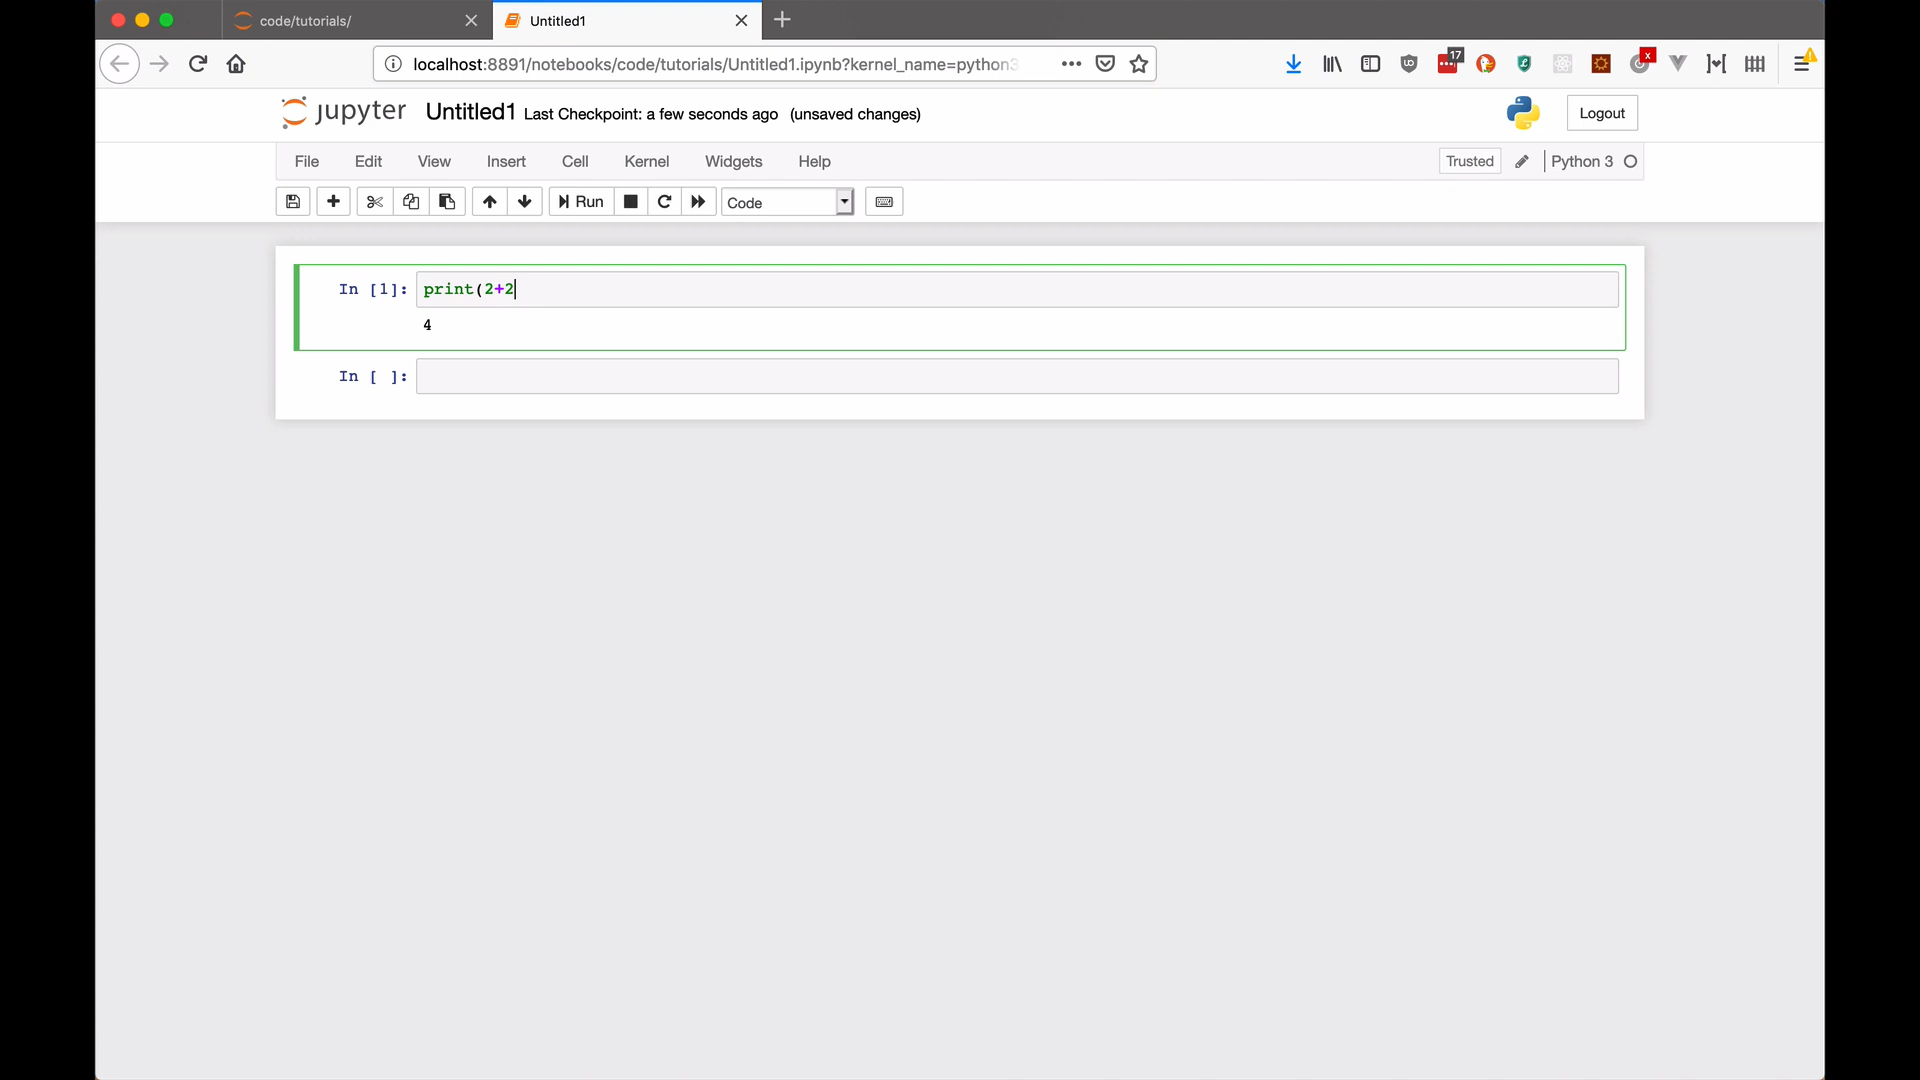 code/tutorials/
Untitled1
localhost:8891/notebooks/code/tutorials/Untitled1.ipynb?kernel_name=python3
17
x
jupyter Untitled1 Last Checkpoint: a few seconds ago (unsaved changes)
Logout
File Edit View Insert Cell Kernel Widgets Help
Trusted
Python 3
Run
Code
In [1]: print(2+2
4
In [ ]: